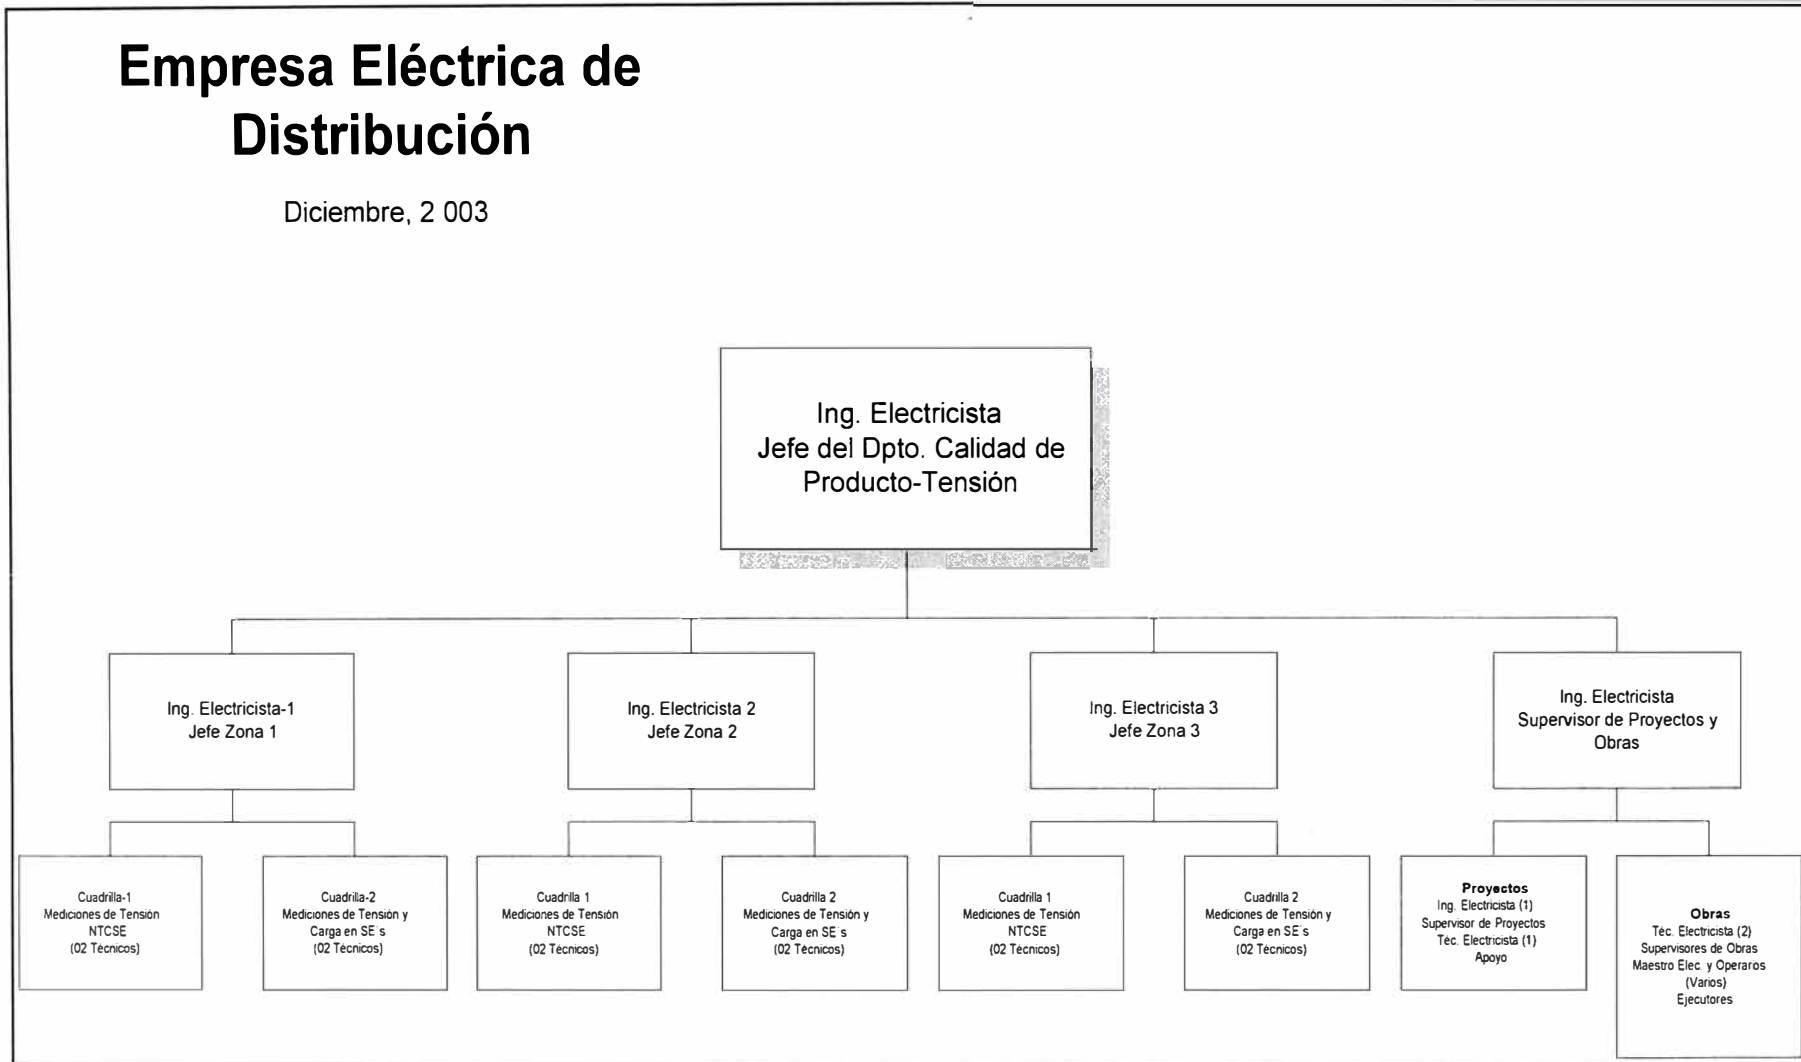 Empresa Eléctrica de
Distribución
Diciembre, 2 003
Ing. Electricista
Jefe del Dpto. Calidad de
Producto-Tensión
Ing. Electricista-1
Jefe Zona 1
Ing. Electricista 2
Jefe Zona 2
Ing. Electricista 3
Jefe Zona 3
Ing. Electricista
Supervisor de Proyectos y
Obras
Cuadrilla-1
Mediciones de Tensión
NTCSE
(02 Técnicos)
Cuadrilla-2
Mediciones de Tensión y
Carga en SE's
(02 Técnicos)
Cuadrilla 1
Mediciones de Tensión
NTCSE
(02 Técnicos)
Cuadrilla 2
Mediciones de Tensión y
Carga en SE's
(02 Técnicos)
Cuadrilla 1
Mediciones de Tensión
NTCSE
(02 Técnicos)
Cuadrilla 2
Mediciones de Tensión y
Carga en SE's
(02 Técnicos)
Proyectos
Ing. Electricista (1)
Supervisor de Proyectos
Téc. Electricista (1)
Apoyo
Obras
Téc. Electricista (2)
Supervisores de Obras
Maestro Elec. y Operaros
(Varios)
Ejecutores